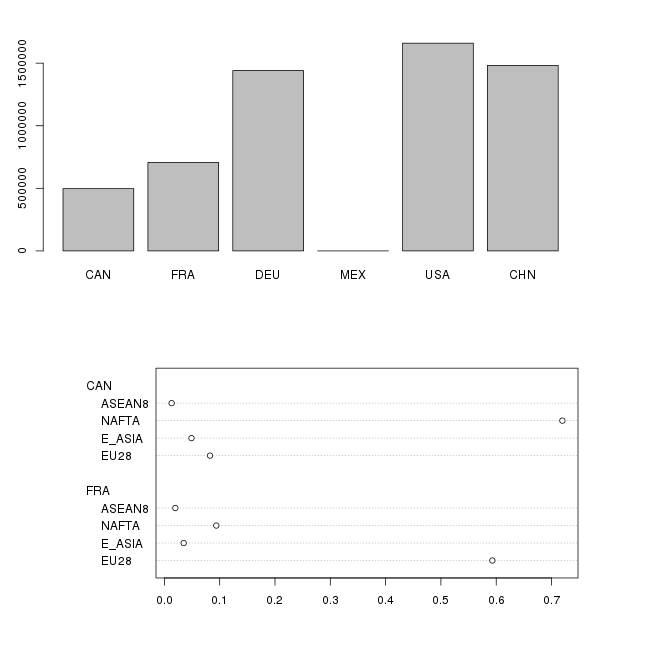 1500000
1000000
500000
0
CAN FRA DEU MEX USA CHN
CAN
ASEAN8
NAFTA
E_ASIA
EU28
FRA
ASEAN8
NAFTA
E_ASIA
EU28
0.0 0.1 0.2 0.3 0.4 0.5 0.6 0.7